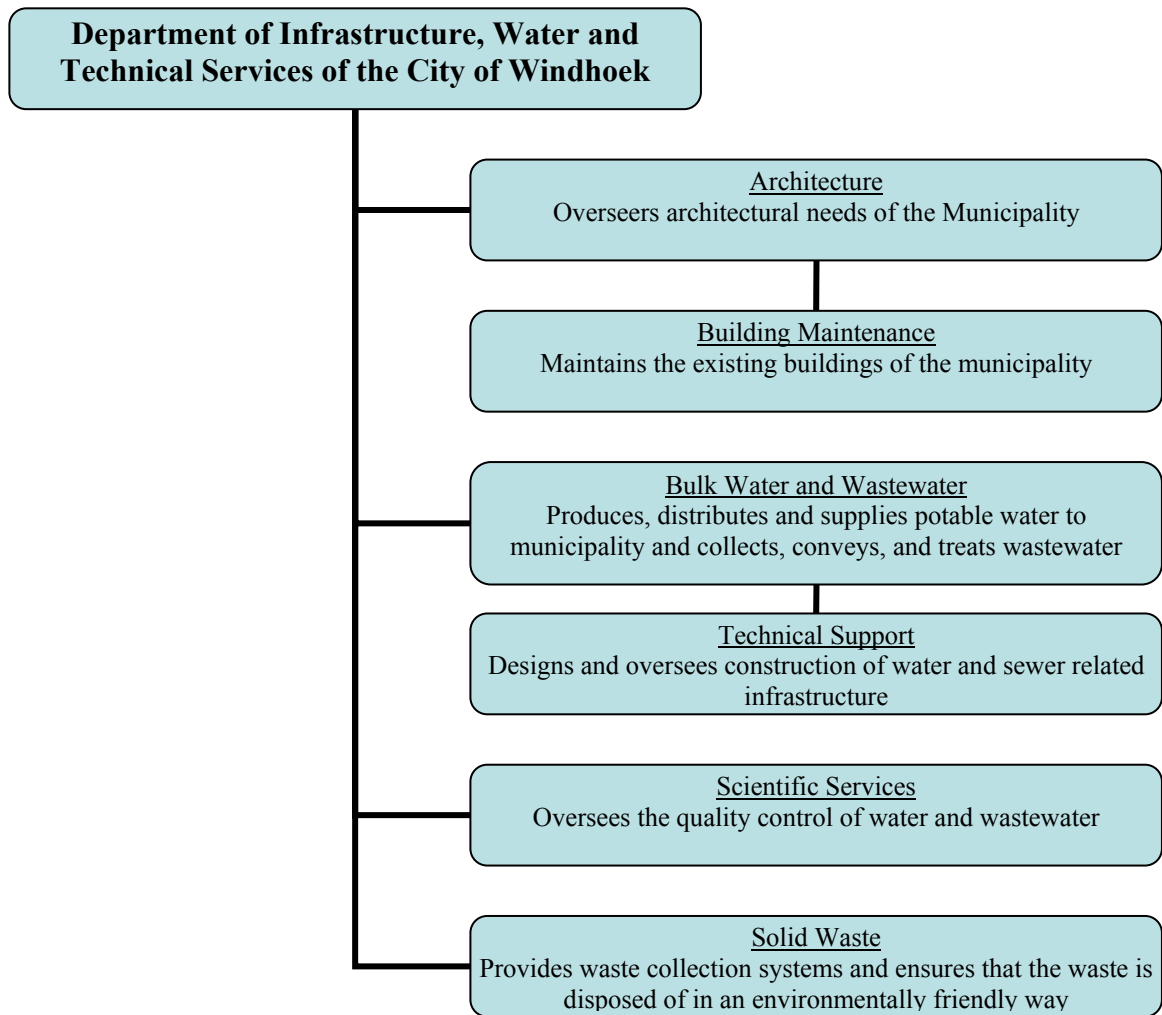 Department of Infrastructure, Water and
Technical Services of the City of Windhoek
Architecture
Overseers architectural needs of the Municipality
Building Maintenance
Maintains the existing buildings of the municipality
Bulk Water and Wastewater
Produces, distributes and supplies potable water to
municipality and collects, conveys, and treats wastewater
Technical Support
Designs and oversees construction of water and sewer related
infrastructure
Scientific Services
Oversees the quality control of water and wastewater
Solid Waste
Provides waste collection systems and ensures that the waste is
disposed of in an environmentally friendly way